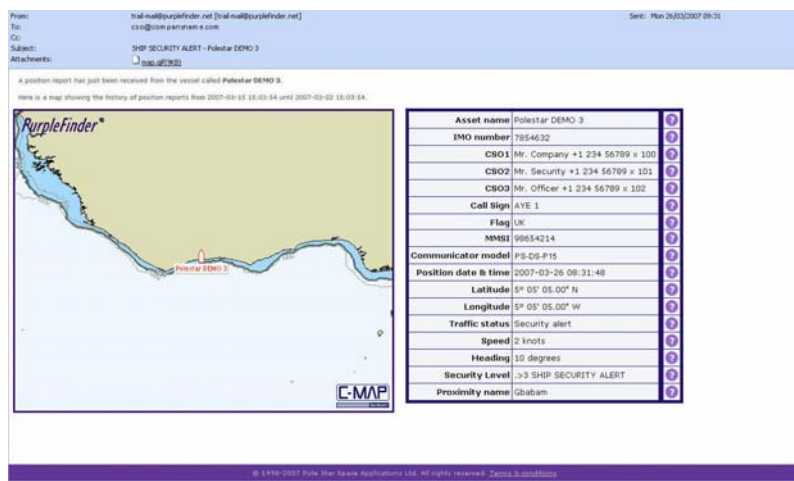 From: trail-mail@purplefinder.net [trail-mail@purplefinder.net] Sent: Mon 26/03/2007 09:31
To: cso@companyname.com
Cc:
Subject: SHIP SECURITY ALERT - Polestar DEMO 3
Attachments: map.gif(9KB)
A position report has just been received from the vessel called Polestar DEMO 3.
Here is a map showing the history of position reports from 2007-03-15 15:03:54 until 2007-03-22 15:03:54.
PurpleFinder®
Polestar DEMO 3
C-MAP
Asset name Polestar DEMO 3 ?
IMO number 7854632 ?
CSO1 Mr. Company +1 234 56789 x 100 ?
CSO2 Mr. Security +1 234 56789 x 101 ?
CSO3 Mr. Officer +1 234 56789 x 102 ?
Call Sign AYE 1 ?
Flag UK ?
MMSI 98654214 ?
Communicator model PS-DS-P15 ?
Position date & time 2007-03-26 08:31:48 ?
Latitude 5° 05' 05.00" N ?
Longitude 5° 05' 05.00" W ?
Traffic status Security alert ?
Speed 2 knots ?
Heading 10 degrees ?
Security Level .>3 SHIP SECURITY ALERT ?
Proximity name Gbabam ?
© 1998-2007 Pole Star Space Applications Ltd. All rights reserved. Terms & conditions